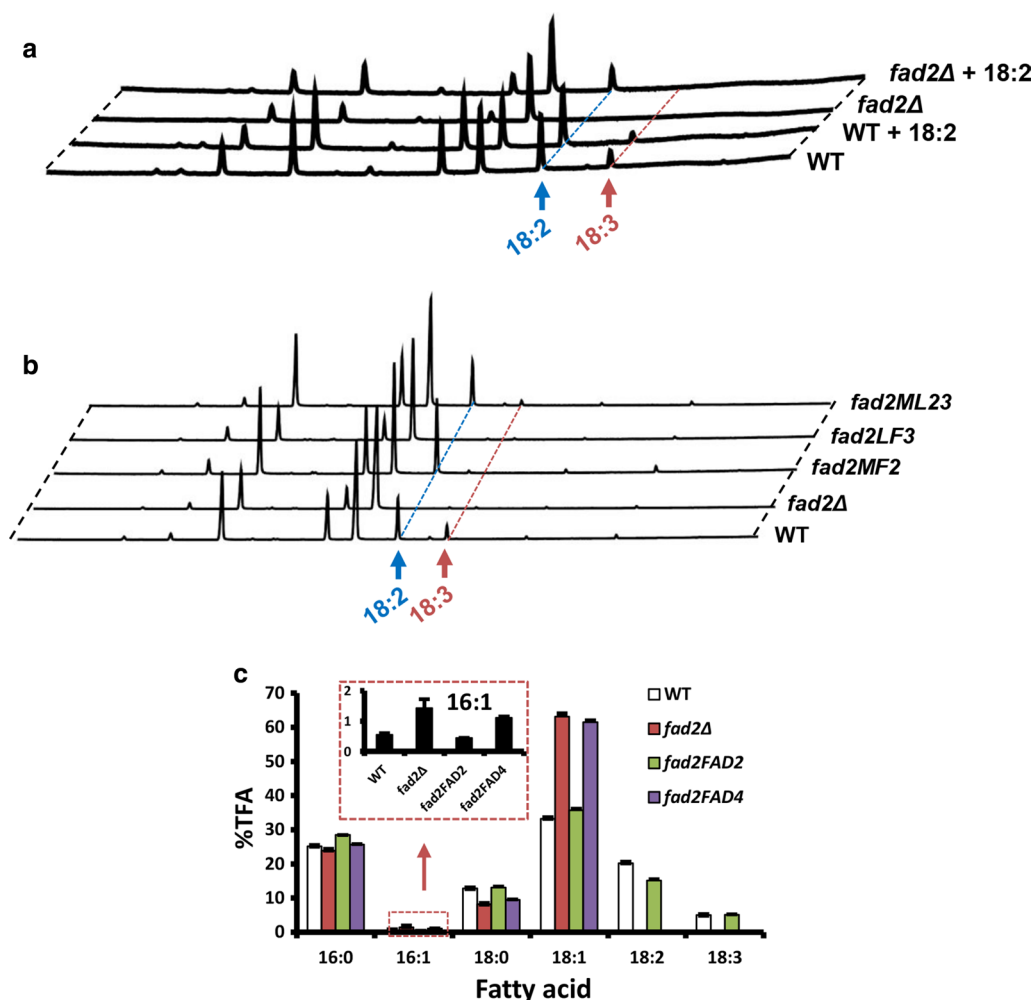 a
fad2Δ + 18:2
fad2Δ
WT + 18:2
WT
18:2
18:3
b
fad2ML23
fad2LF3
fad2MF2
fad2Δ
WT
18:2
18:3
c
%TFA
70
60
50
40
30
20
10
0
2
1
0
16:1
WT
fad2Δ
fad2FAD2
fad2FAD4
WT
fad2Δ
fad2FAD2
fad2FAD4
16:0 16:1 18:0 18:1 18:2 18:3
Fatty acid